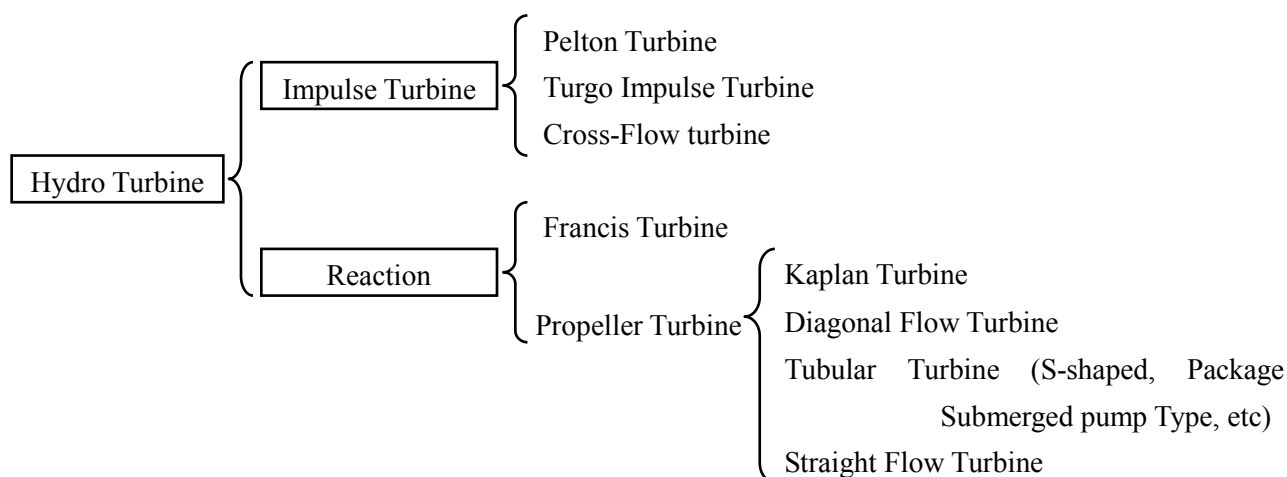 Pelton Turbine
Impulse Turbine
Turgo Impulse Turbine
Cross-Flow turbine
Hydro Turbine
Francis Turbine
Reaction
Kaplan Turbine
Propeller Turbine
Diagonal Flow Turbine
Tubular Turbine (S-shaped, Package
Submerged pump Type, etc)
Straight Flow Turbine